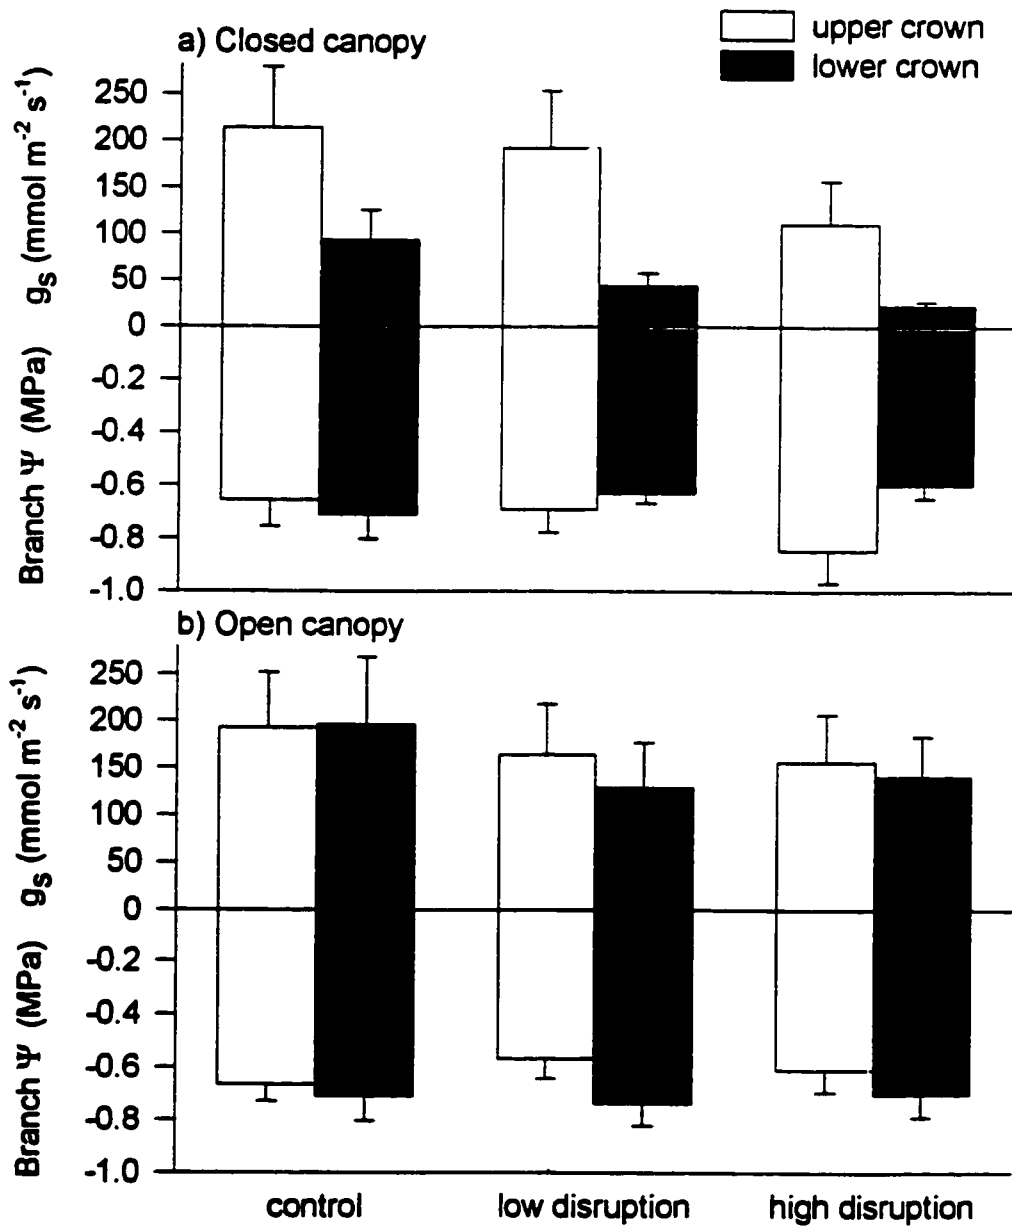 a) Closed canopy
upper crown
lower crown
gs (mmol m-2 s-1)
250
200
150
100
50
0
Branch Ψ (MPa)
-0.2
-0.4
-0.6
-0.8
-1.0
b) Open canopy
gs (mmol m-2 s-1)
250
200
150
100
50
0
Branch Ψ (MPa)
-0.2
-0.4
-0.6
-0.8
-1.0
control
low disruption
high disruption